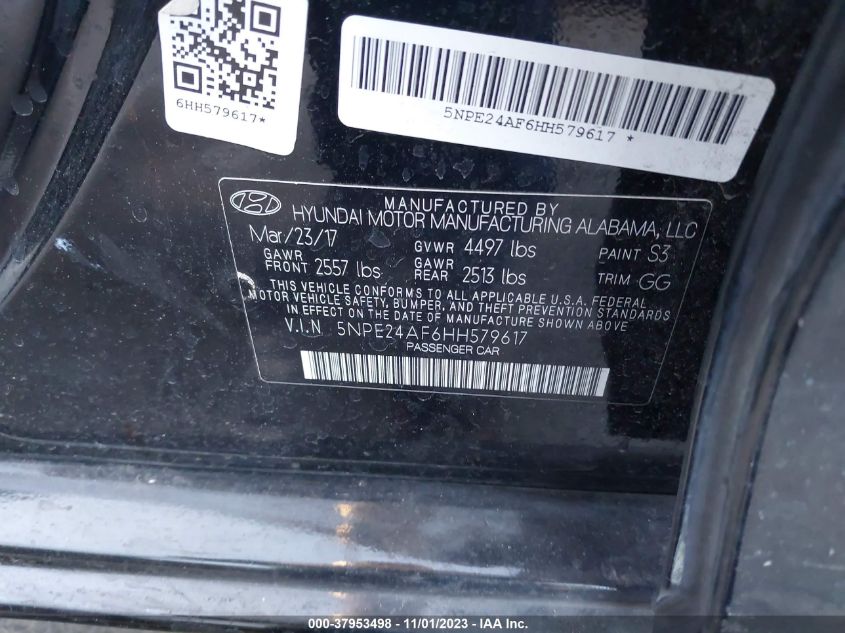 6HH579617*
5NPE24AF6HH579617 *
MANUFACTURED BY
HYUNDAI MOTOR MANUFACTURING ALABAMA, LLC
Mar/23/17 GVWR 4497 lbs PAINT S3
GAWR FRONT 2557 lbs GAWR REAR 2513 lbs TRIM GG
THIS VEHICLE CONFORMS TO ALL APPLICABLE U.S.A. FEDERAL
MOTOR VEHICLE SAFETY, BUMPER, AND THEFT PREVENTION STANDARDS
IN EFFECT ON THE DATE OF MANUFACTURE SHOWN ABOVE
V.I.N 5NPE24AF6HH579617
PASSENGER CAR
000-37953498 - 11/01/2023 - IAAI.com